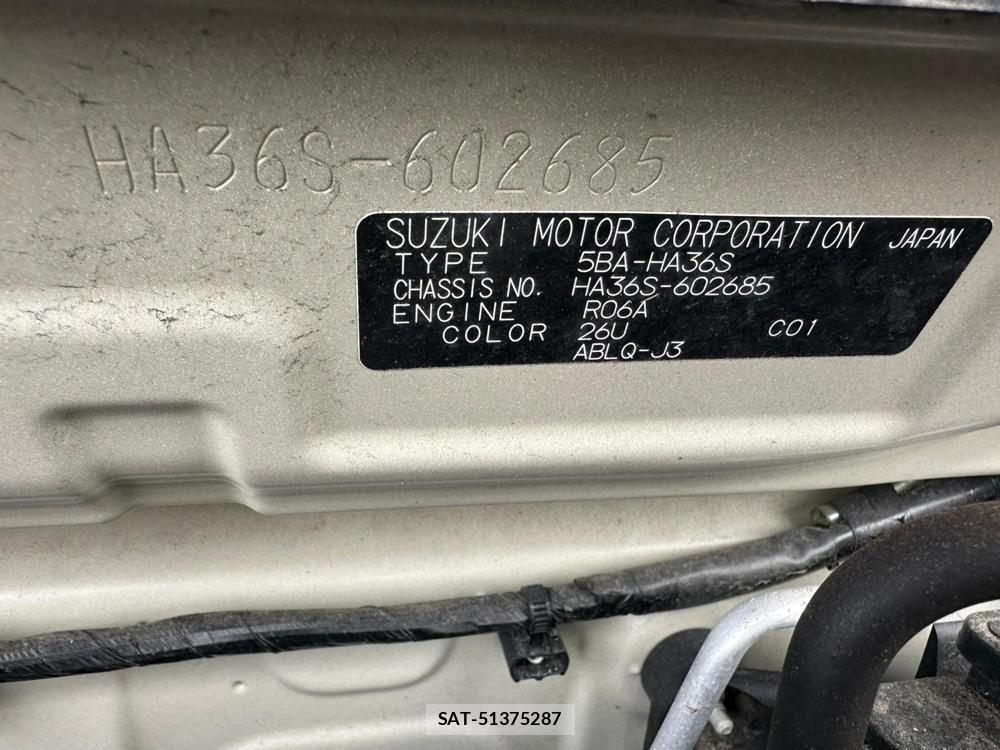 HA36S-602685
SUZUKI MOTOR CORPORATION JAPAN
TYPE 5BA-HA36S
CHASSIS NO. HA36S-602685
ENGINE R06A
COLOR 26U C01
ABLQ-J3
SAT-51375287